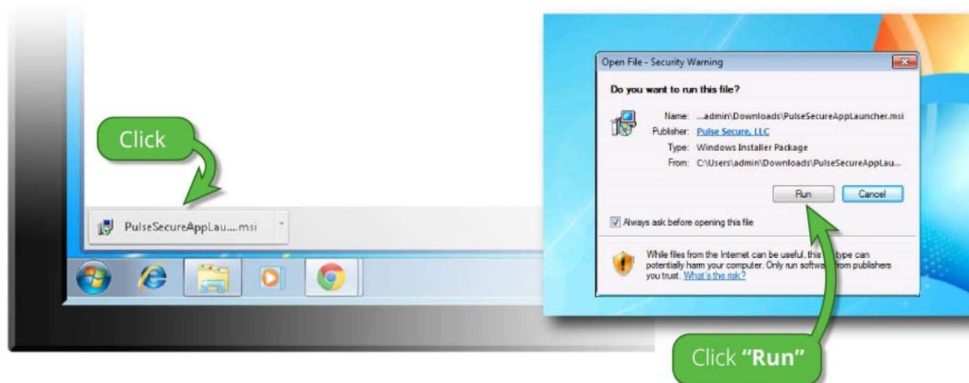 Click
PulseSecureAppLau....msi
Open File - Security Warning
Do you want to run this file?
Name: ...admin\Downloads\PulseSecureAppLauncher.msi
Publisher: Pulse Secure, LLC
Type: Windows Installer Package
From: C:\Users\admin\Downloads\PulseSecureAppLau...
Run Cancel
Always ask before opening this file
While files from the Internet can be useful, this type can
potentially harm your computer. Only run software from publishers
you trust. What's the risk?
Click "Run"